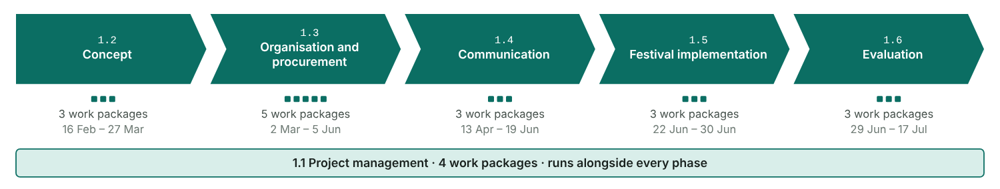 1.2
Concept
3 work packages
16 Feb – 27 Mar
1.3
Organisation and
procurement
5 work packages
2 Mar – 5 Jun
1.4
Communication
3 work packages
13 Apr – 19 Jun
1.5
Festival implementation
3 work packages
22 Jun – 30 Jun
1.6
Evaluation
3 work packages
29 Jun – 17 Jul
1.1 Project management · 4 work packages · runs alongside every phase